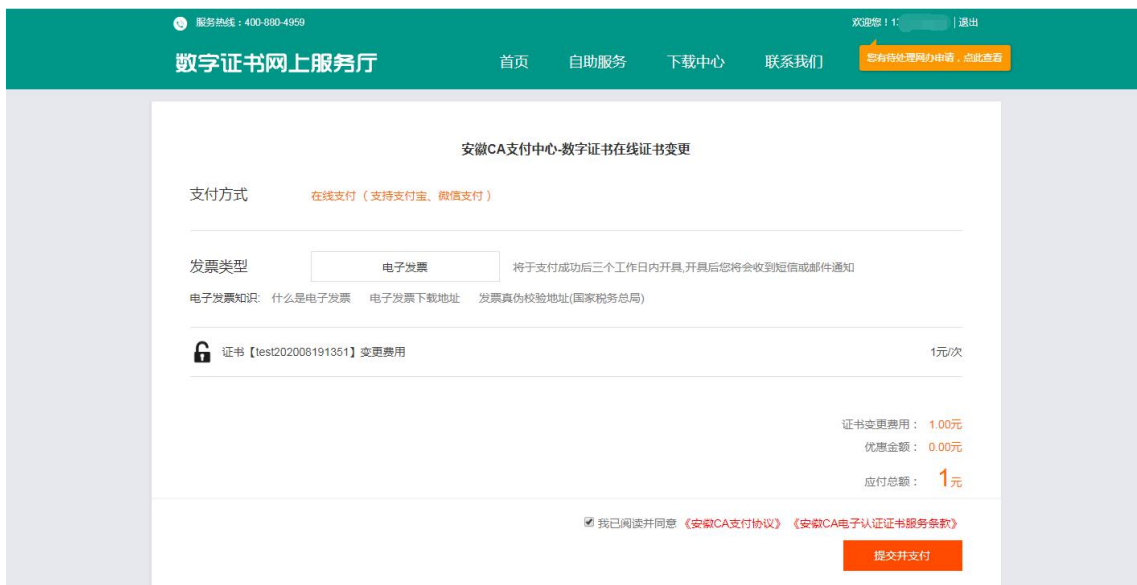 服务热线：400-880-4959
欢迎您！1
|退出
数字证书网上服务厅
首页
自助服务
下载中心
联系我们
您有待处理网办申请，点此查看
安徽CA支付中心-数字证书在线证书变更
支付方式
在线支付（支持支付宝、微信支付）
发票类型
电子发票
将于支付成功后三个工作日内开具,开具后您将会收到短信或邮件通知
电子发票知识: 什么是电子发票 电子发票下载地址 发票真伪校验地址(国家税务总局)
证书【test202008191351】变更费用
1元/次
证书变更费用： 1.00元
优惠金额： 0.00元
应付总额： 1元
我已阅读并同意 《安徽CA支付协议》 《安徽CA电子认证证书服务条款》
提交并支付